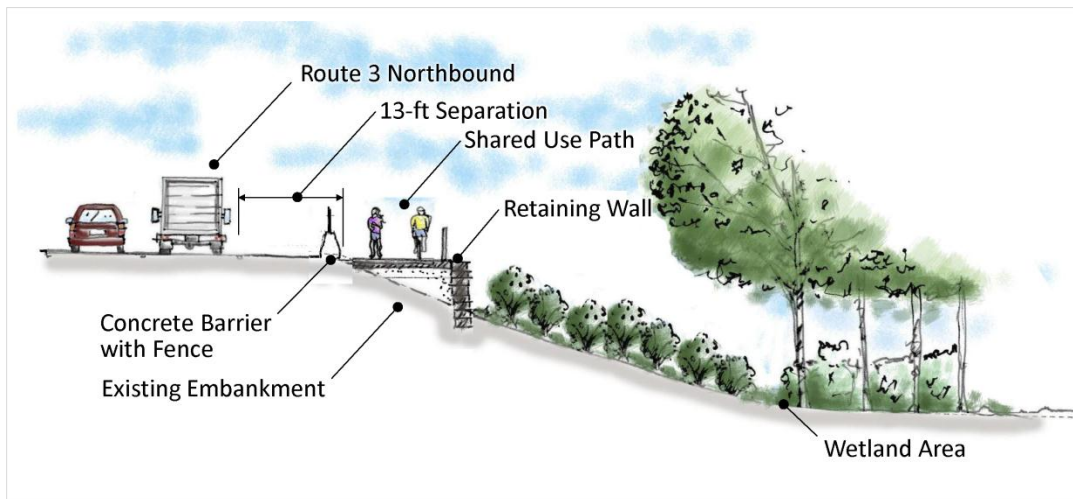 Route 3 Northbound
13-ft Separation
Shared Use Path
Retaining Wall
Concrete Barrier
with Fence
Existing Embankment
Wetland Area